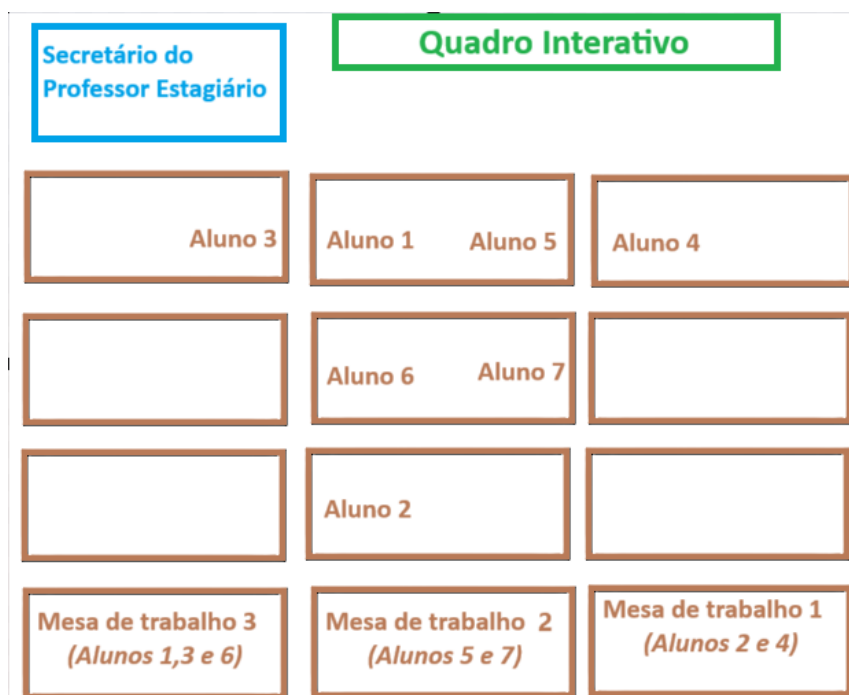 Secretário do
Professor Estagiário
Quadro Interativo
Aluno 3
Aluno 1
Aluno 5
Aluno 4
Aluno 6
Aluno 7
Aluno 2
Mesa de trabalho 3
(Alunos 1,3 e 6)
Mesa de trabalho 2
(Alunos 5 e 7)
Mesa de trabalho 1
(Alunos 2 e 4)